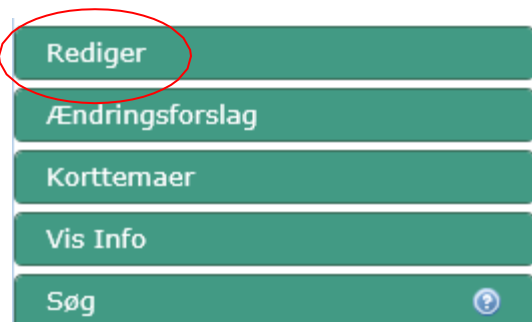 Rediger
Ændringsforslag
Korttemaer
Vis Info
Søg
?